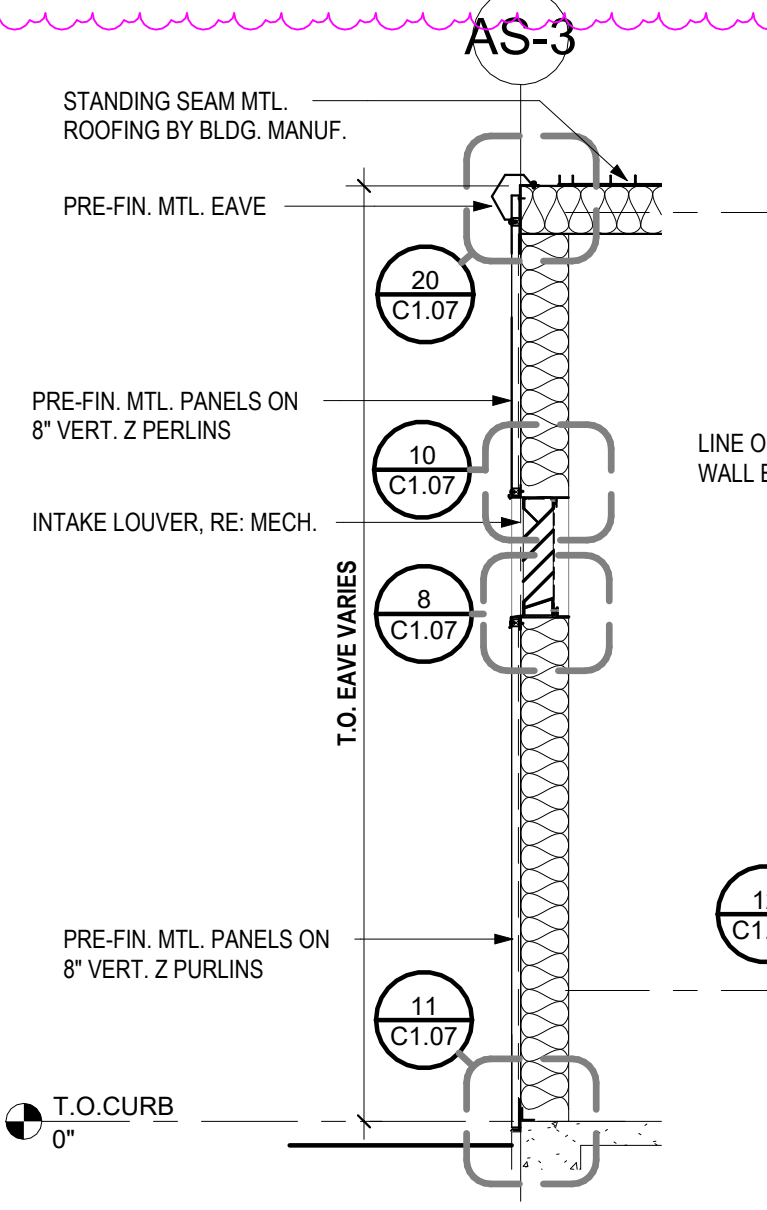 AS-3
STANDING SEAM MTL.
ROOFING BY BLDG. MANUF.
PRE-FIN. MTL. EAVE
20
C1.07
PRE-FIN. MTL. PANELS ON
8" VERT. Z PERLINS
10
C1.07
LINE O
WALL
INTAKE LOUVER, RE: MECH.
8
C1.07
T.O. EAVE VARIES
PRE-FIN. MTL. PANELS ON
8" VERT. Z PURLINS
C1.
11
C1.07
T.O.CURB
0"